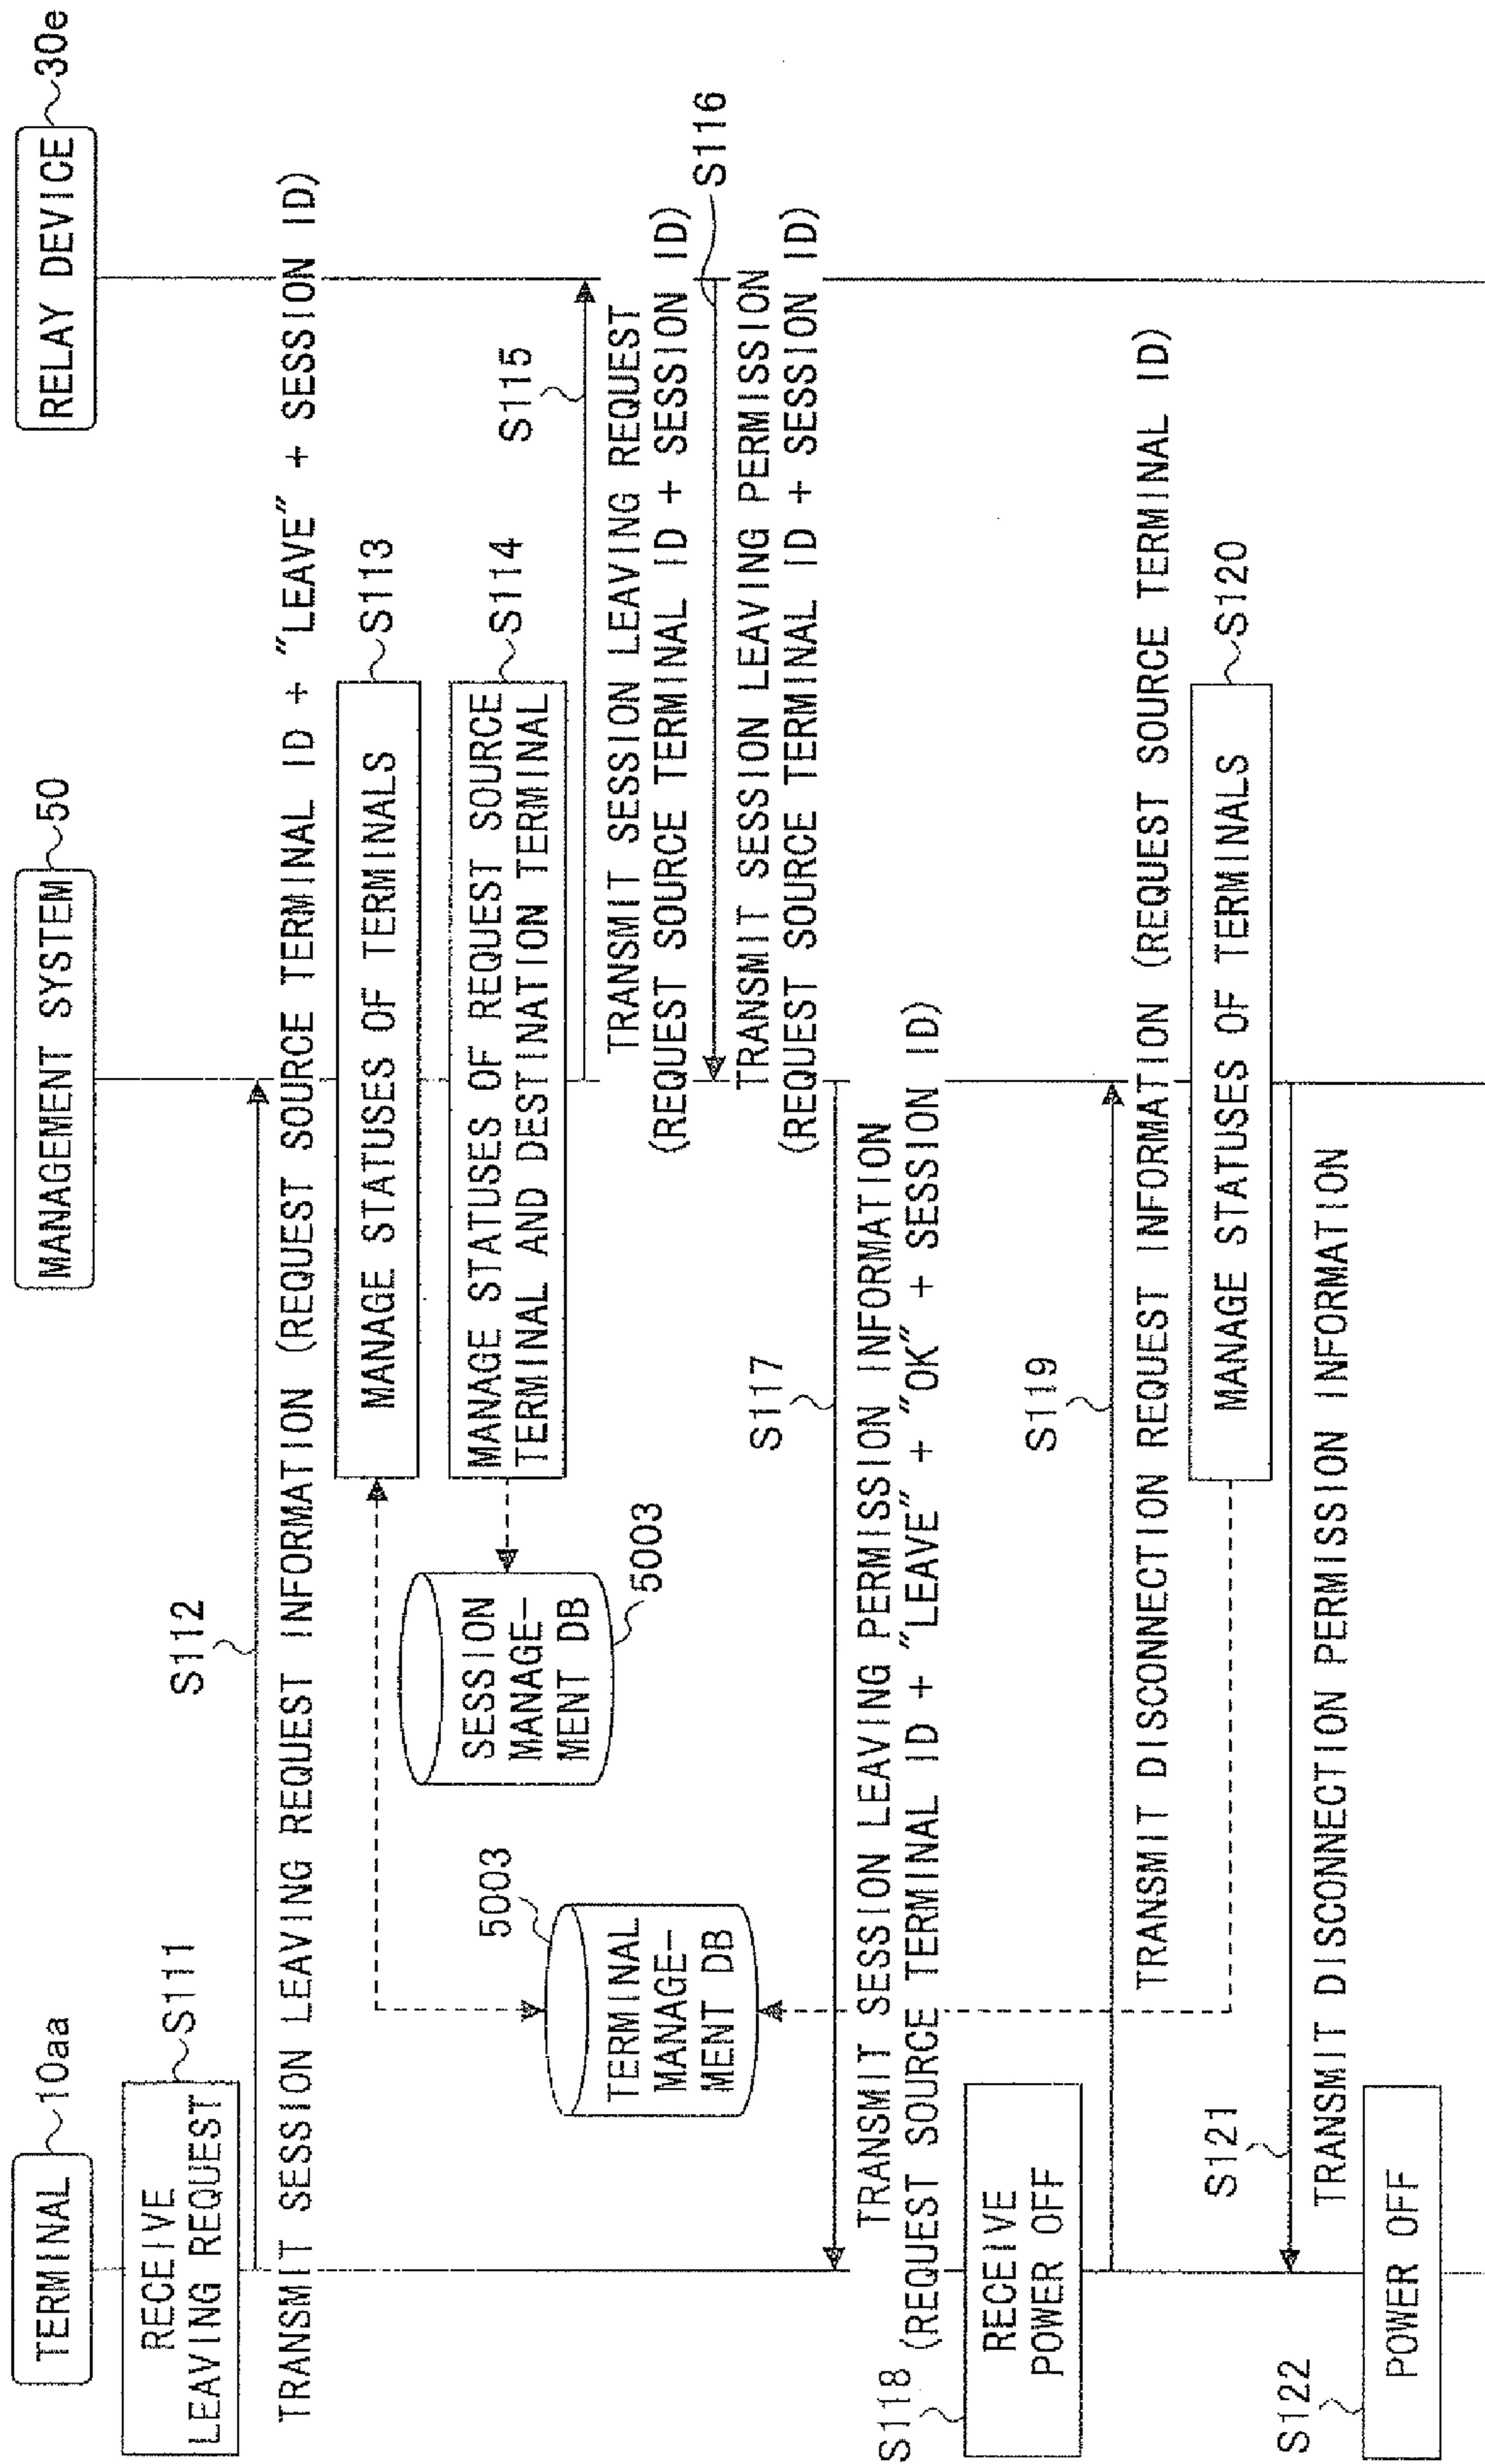 TERMINAL
10aa
MANAGEMENT SYSTEM
50
RELAY DEVICE
30e
RECEIVE
LEAVING REQUEST
S111
S112
TRANSMIT SESSION LEAVING REQUEST INFORMATION (REQUEST SOURCE TERMINAL ID + "LEAVE" + SESSION ID)
MANAGE STATUSES OF TERMINALS
S113
SESSION
MANAGE-
MENT DB
5003
MANAGE STATUSES OF REQUEST SOURCE
TERMINAL AND DESTINATION TERMINAL
S114
TERMINAL
MANAGE-
MENT DB
5003
S115
TRANSMIT SESSION LEAVING REQUEST
(REQUEST SOURCE TERMINAL ID + SESSION ID)
S116
TRANSMIT SESSION LEAVING PERMISSION
(REQUEST SOURCE TERMINAL ID + SESSION ID)
S117
TRANSMIT SESSION LEAVING PERMISSION INFORMATION
(REQUEST SOURCE TERMINAL ID + "LEAVE" + "OK" + SESSION ID)
S118
RECEIVE
POWER OFF
S119
TRANSMIT DISCONNECTION REQUEST INFORMATION (REQUEST SOURCE TERMINAL ID)
MANAGE STATUSES OF TERMINALS
S120
S121
TRANSMIT DISCONNECTION PERMISSION INFORMATION
S122
POWER OFF